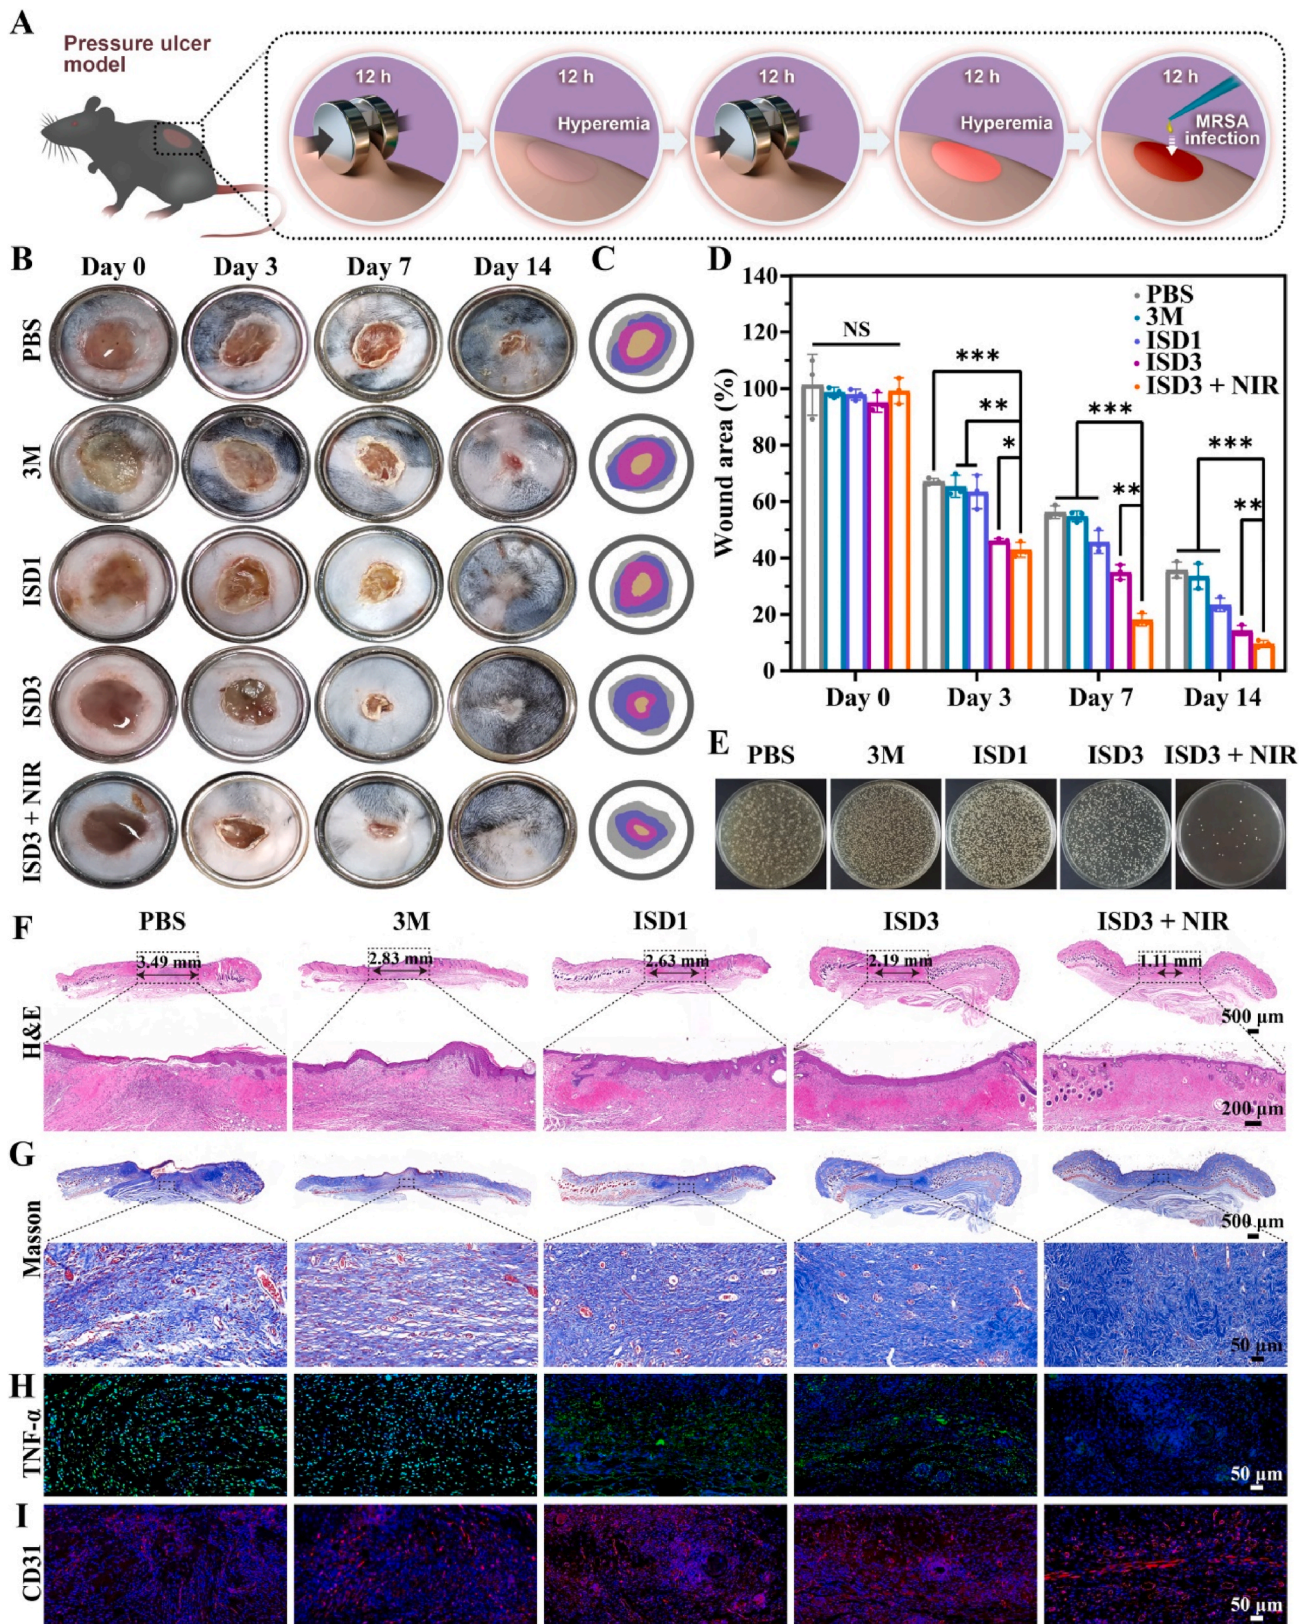 A
Pressure ulcer
model
12 h
12 h
12 h
12 h
12 h
Hyperemia
Hyperemia
MRSA
infection
B
Day 0
Day 3
Day 7
Day 14
PBS
3M
ISD1
ISD3
ISD3 + NIR
C
D
Wound area (%)
140
120
100
80
60
40
20
0
NS
***
**
*
***
**
***
**
PBS
3M
ISD1
ISD3
ISD3 + NIR
Day 0
Day 3
Day 7
Day 14
E
PBS
3M
ISD1
ISD3
ISD3 + NIR
F
PBS
3M
ISD1
ISD3
ISD3 + NIR
H&E
3.49 mm
2.83 mm
2.63 mm
2.19 mm
1.11 mm
500 μm
200 μm
G
Masson
500 μm
50 μm
H
TNF-α
50 μm
I
CD31
50 μm